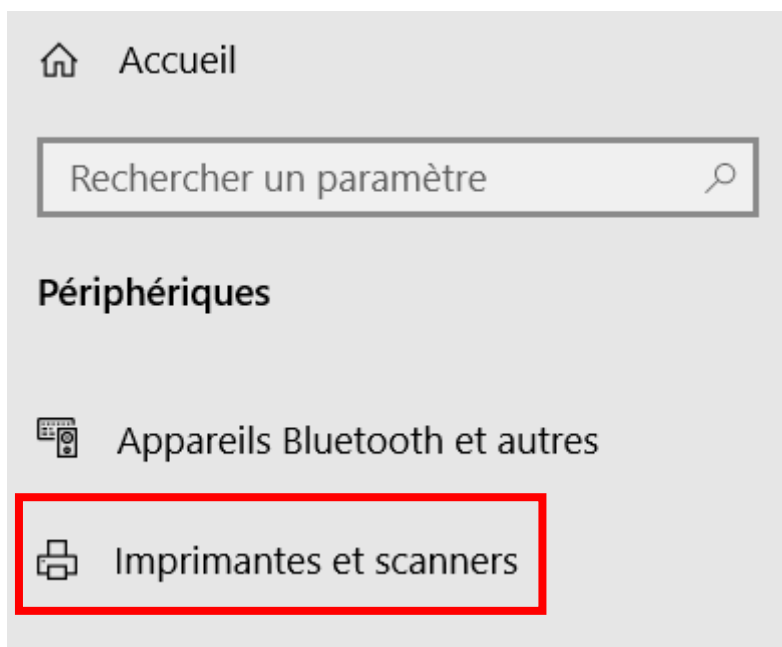 Accueil
Rechercher un paramètre
Périphériques
Appareils Bluetooth et autres
Imprimantes et scanners